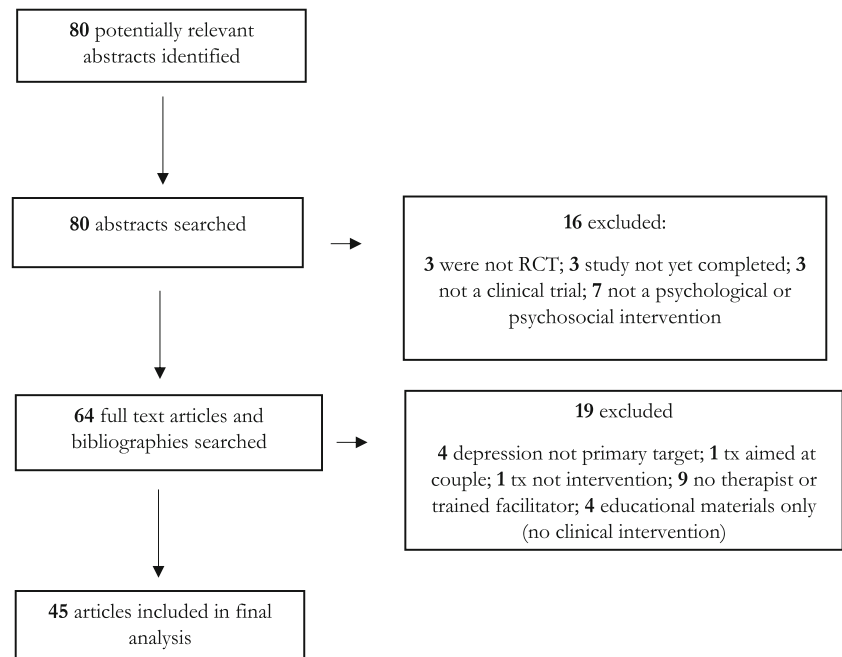 80 potentially relevant
abstracts identified
80 abstracts searched
16 excluded:
3 were not RCT; 3 study not yet completed; 3
not a clinical trial; 7 not a psychological or
psychosocial intervention
64 full text articles and
bibliographies searched
19 excluded
4 depression not primary target; 1 tx aimed at
couple; 1 tx not intervention; 9 no therapist or
trained facilitator; 4 educational materials only
(no clinical intervention)
45 articles included in final
analysis